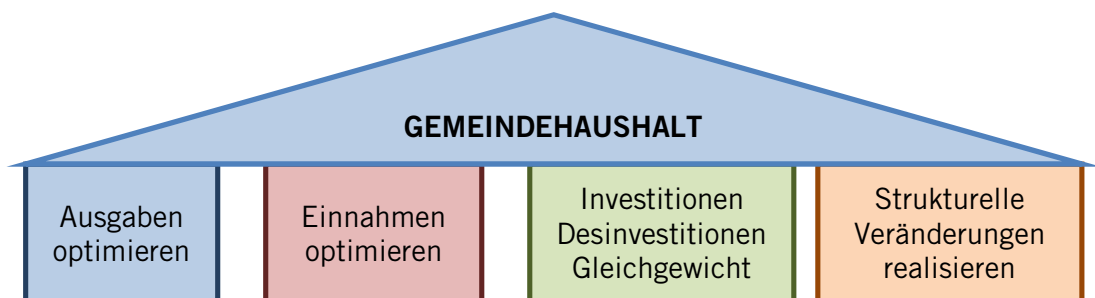 GEMEINDEHAUSHALT
Ausgaben
optimieren
Einnahmen
optimieren
Investitionen
Desinvestitionen
Gleichgewicht
Strukturelle
Veränderungen
realisieren